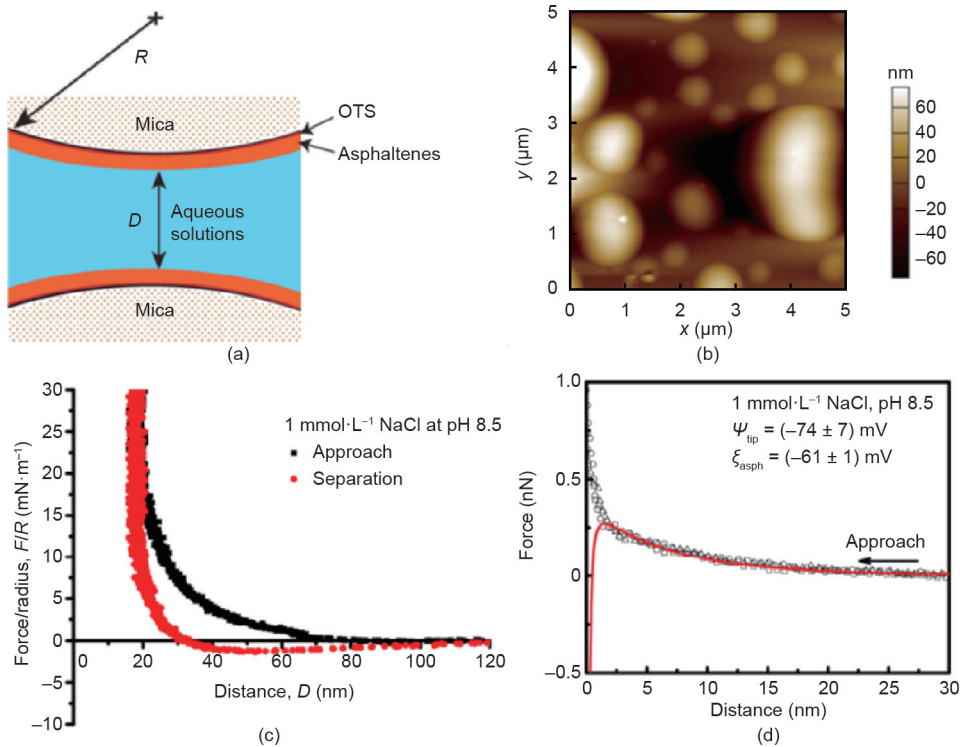 R
Mica
OTS
Asphaltenes
D
Aqueous
solutions
Mica
(a)
5
4
3
2
1
0
y (μm)
0 1 2 3 4 5
x (μm)
nm
60
40
20
0
–20
–40
–60
(b)
30
25
20
15
10
5
0
–5
–10
Force/radius, F/R (mN·m⁻¹)
1 mmol·L⁻¹ NaCl at pH 8.5
Approach
Separation
0 20 40 60 80 100 120
Distance, D (nm)
(c)
1.0
0.5
0
–0.5
Force (nN)
1 mmol·L⁻¹ NaCl, pH 8.5
Ψtip = (–74 ± 7) mV
ξasph = (–61 ± 1) mV
Approach
0 5 10 15 20 25 30
Distance (nm)
(d)